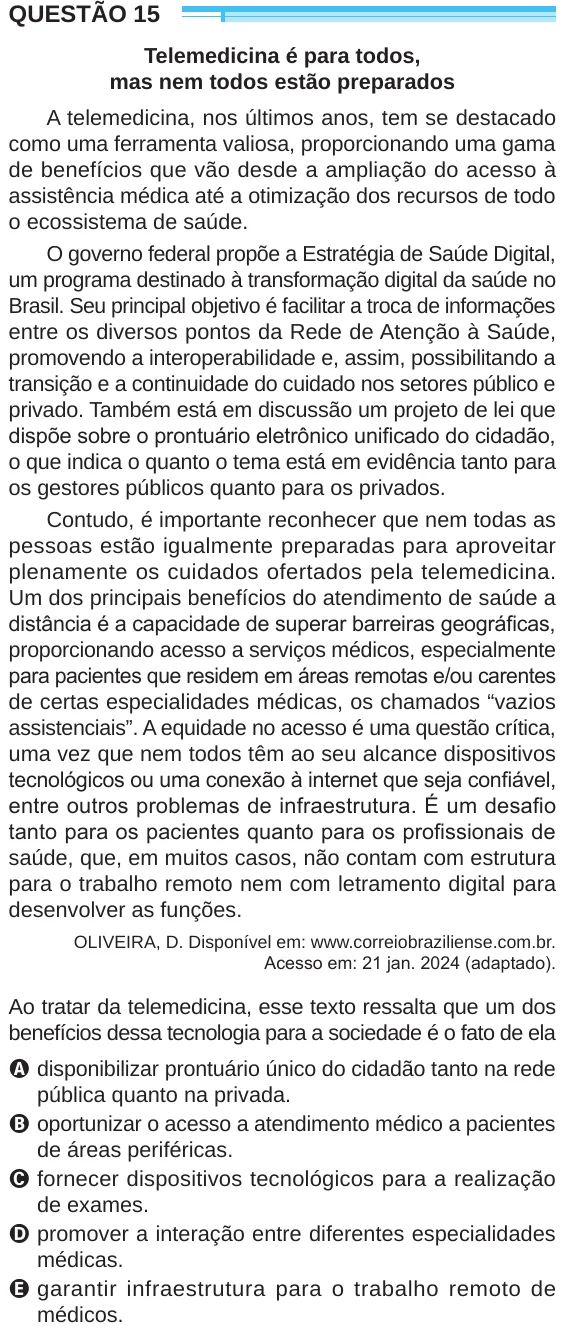 QUESTÃO 15
Telemedicina é para todos,
mas nem todos estão preparados
A telemedicina, nos últimos anos, tem se destacado
como uma ferramenta valiosa, proporcionando uma gama
de benefícios que vão desde a ampliação do acesso à
assistência médica até a otimização dos recursos de todo
o ecossistema de saúde.
O governo federal propõe a Estratégia de Saúde Digital,
um programa destinado à transformação digital da saúde no
Brasil. Seu principal objetivo é facilitar a troca de informações
entre os diversos pontos da Rede de Atenção à Saúde,
promovendo a interoperabilidade e, assim, possibilitando a
transição e a continuidade do cuidado nos setores público e
privado. Também está em discussão um projeto de lei que
dispõe sobre o prontuário eletrônico unificado do cidadão,
o que indica o quanto o tema está em evidência tanto para
os gestores públicos quanto para os privados.
Contudo, é importante reconhecer que nem todas as
pessoas estão igualmente preparadas para aproveitar
plenamente os cuidados ofertados pela telemedicina.
Um dos principais benefícios do atendimento de saúde a
distância é a capacidade de superar barreiras geográficas,
proporcionando acesso a serviços médicos, especialmente
para pacientes que residem em áreas remotas e/ou carentes
de certas especialidades médicas, os chamados “vazios
assistenciais”. A equidade no acesso é uma questão crítica,
uma vez que nem todos têm ao seu alcance dispositivos
tecnológicos ou uma conexão à internet que seja confiável,
entre outros problemas de infraestrutura. É um desafio
tanto para os pacientes quanto para os profissionais de
saúde, que, em muitos casos, não contam com estrutura
para o trabalho remoto nem com letramento digital para
desenvolver as funções.
OLIVEIRA, D. Disponível em: www.correiobraziliense.com.br.
Acesso em: 21 jan. 2024 (adaptado).
Ao tratar da telemedicina, esse texto ressalta que um dos
benefícios dessa tecnologia para a sociedade é o fato de ela
A disponibilizar prontuário único do cidadão tanto na rede
pública quanto na privada.
B oportunizar o acesso a atendimento médico a pacientes
de áreas periféricas.
C fornecer dispositivos tecnológicos para a realização
de exames.
D promover a interação entre diferentes especialidades
médicas.
E garantir infraestrutura para o trabalho remoto de
médicos.